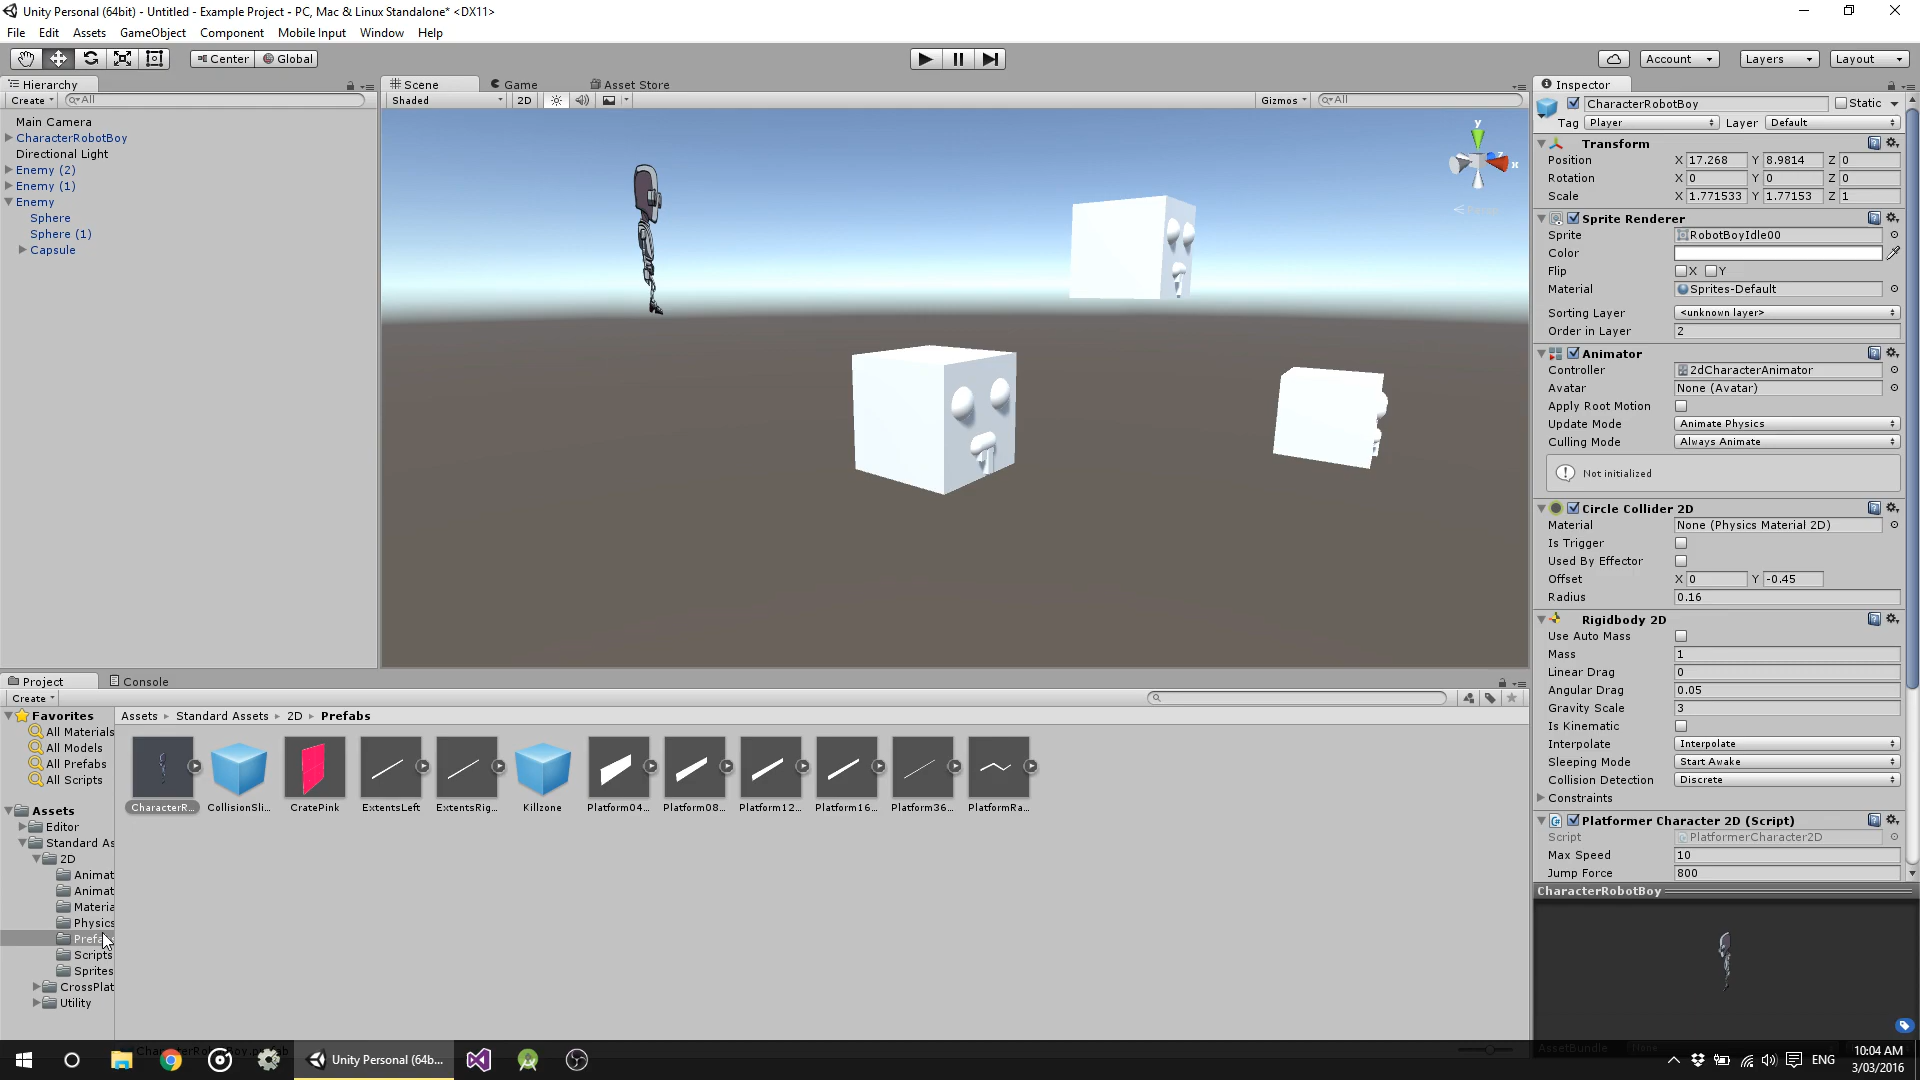 Unity Personal (64bit) - Untitled - Example Project - PC, Mac & Linux Standalone* <DX11>
File Edit Assets GameObject Component Mobile Input Window Help
Center Global
Account Layers Layout
Hierarchy
Create All
Main Camera
CharacterRobotBoy
Directional Light
Enemy (2)
Enemy (1)
Enemy
Sphere
Sphere (1)
Capsule
Scene Game Asset Store
Shaded 2D Gizmos All
y
x
Persp
Inspector
CharacterRobotBoy Static
Tag Player Layer Default
Transform
Position X 17.268 Y 8.9814 Z 0
Rotation X 0 Y 0 Z 0
Scale X 1.771533 Y 1.77153 Z 1
Sprite Renderer
Sprite RobotBoyIdle00
Color
Flip X Y
Material Sprites-Default
Sorting Layer <unknown layer>
Order in Layer 2
Animator
Controller 2dCharacterAnimator
Avatar None (Avatar)
Apply Root Motion
Update Mode Animate Physics
Culling Mode Always Animate
Not initialized
Circle Collider 2D
Material None (Physics Material 2D)
Is Trigger
Used By Effector
Offset X 0 Y -0.45
Radius 0.16
Rigidbody 2D
Use Auto Mass
Mass 1
Linear Drag 0
Angular Drag 0.05
Gravity Scale 3
Is Kinematic
Interpolate Interpolate
Sleeping Mode Start Awake
Collision Detection Discrete
Constraints
Platformer Character 2D (Script)
Script PlatformerCharacter2D
Max Speed 10
Jump Force 800
CharacterRobotBoy
AssetBundle
Project Console
Create
Favorites
All Materials
All Models
All Prefabs
All Scripts
Assets
Editor
Standard As
2D
Animat
Animat
Materia
Physics
Prefabs
Scripts
Sprites
CrossPlat
Utility
Assets Standard Assets 2D Prefabs
CharacterR... CollisionSli... CratePink ExtentsLeft ExtentsRig... Killzone Platform04... Platform08... Platform12... Platform16... Platform36... PlatformRa...
Unity Personal (64b...
ENG
10:04 AM
3/03/2016